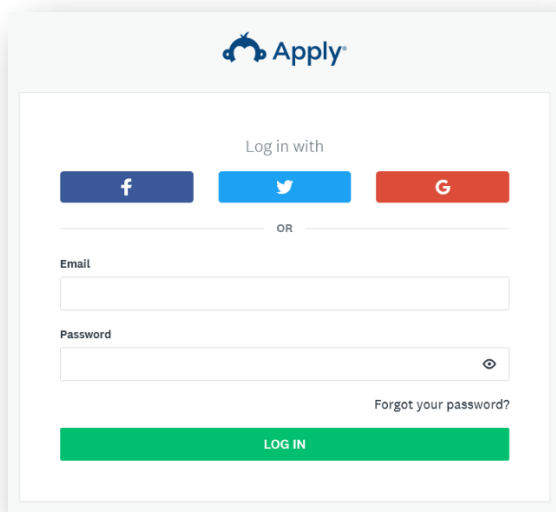 Apply
Log in with
f
G
OR
Email
Password
Forgot your password?
LOG IN